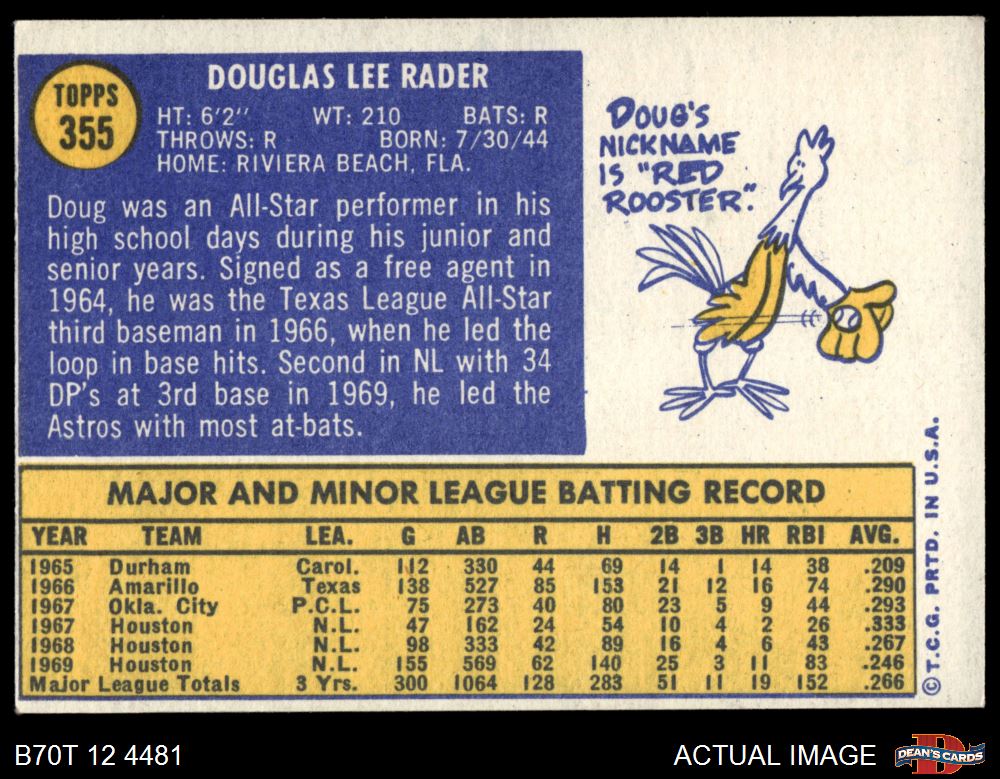 TOPPS
355
DOUGLAS LEE RADER
HT: 6'2" WT: 210 BATS: R
THROWS: R BORN: 7/30/44
HOME: RIVIERA BEACH, FLA.
Doug was an All-Star performer in his
high school days during his junior and
senior years. Signed as a free agent in
1964, he was the Texas League All-Star
third baseman in 1966, when he led the
loop in base hits. Second in NL with 34
DP's at 3rd base in 1969, he led the
Astros with most at-bats.
DOUG'S
NICKNAME
IS "RED
ROOSTER".
MAJOR AND MINOR LEAGUE BATTING RECORD
YEAR TEAM LEA. G AB R H 2B 3B HR RBI AVG.
1965 Durham Carol. 112 330 44 69 14 1 14 38 .209
1966 Amarillo Texas 138 527 85 153 21 12 16 74 .290
1967 Okla. City P.C.L. 75 273 40 80 23 5 9 44 .293
1967 Houston N.L. 47 162 24 54 10 4 2 26 .333
1968 Houston N.L. 98 333 42 89 16 4 6 43 .267
1969 Houston N.L. 155 569 62 140 25 3 11 83 .246
Major League Totals 3 Yrs. 300 1064 128 283 51 11 19 152 .266
© T.C.G. PRTD. IN U.S.A.
B70T 12 4481
ACTUAL IMAGE
DEAN'S CARDS